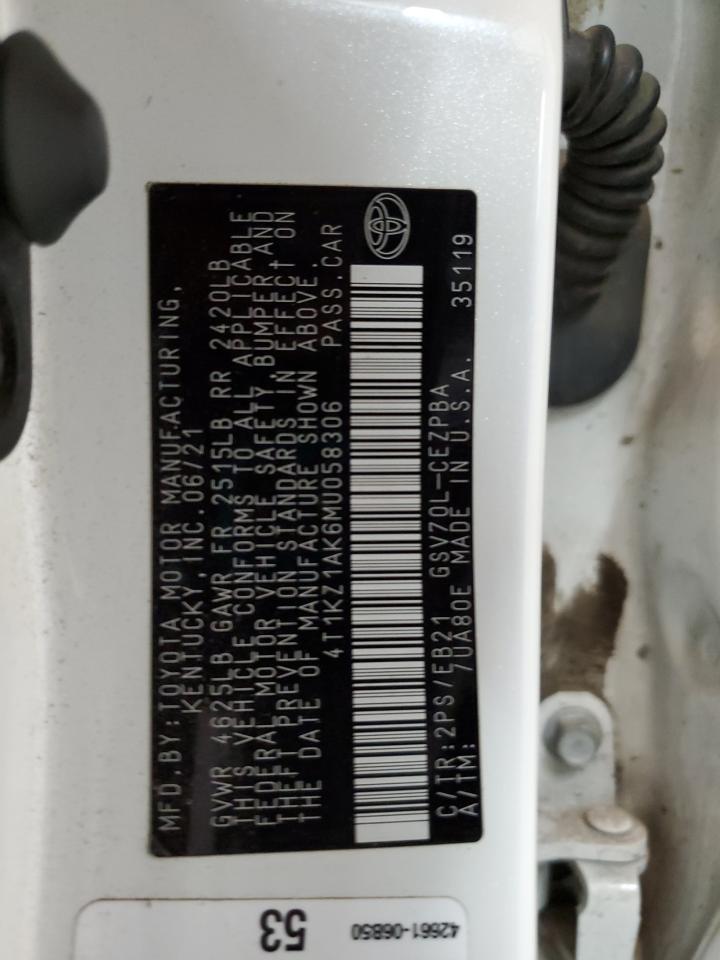 MFD.BY:TOYOTA MOTOR MANUFACTURING,
KENTUCKY, INC.06/21
GVWR 4625LB GAWR FR 2515LB RR 2420LB
THIS VEHICLE CONFORMS TO ALL APPLICABLE
FEDERAL MOTOR VEHICLE SAFETY, BUMPER AND
THEFT PREVENTION STANDARDS IN EFFECT ON
THE DATE OF MANUFACTURE SHOWN ABOVE.
4T1KZ1AK6MU058306 PASS.CAR
C/TR:2PS/EB21 GSV70L-CEZPBA
A/TM: 7UA80E MADE IN U.S.A. 35119
53
42661-06B50